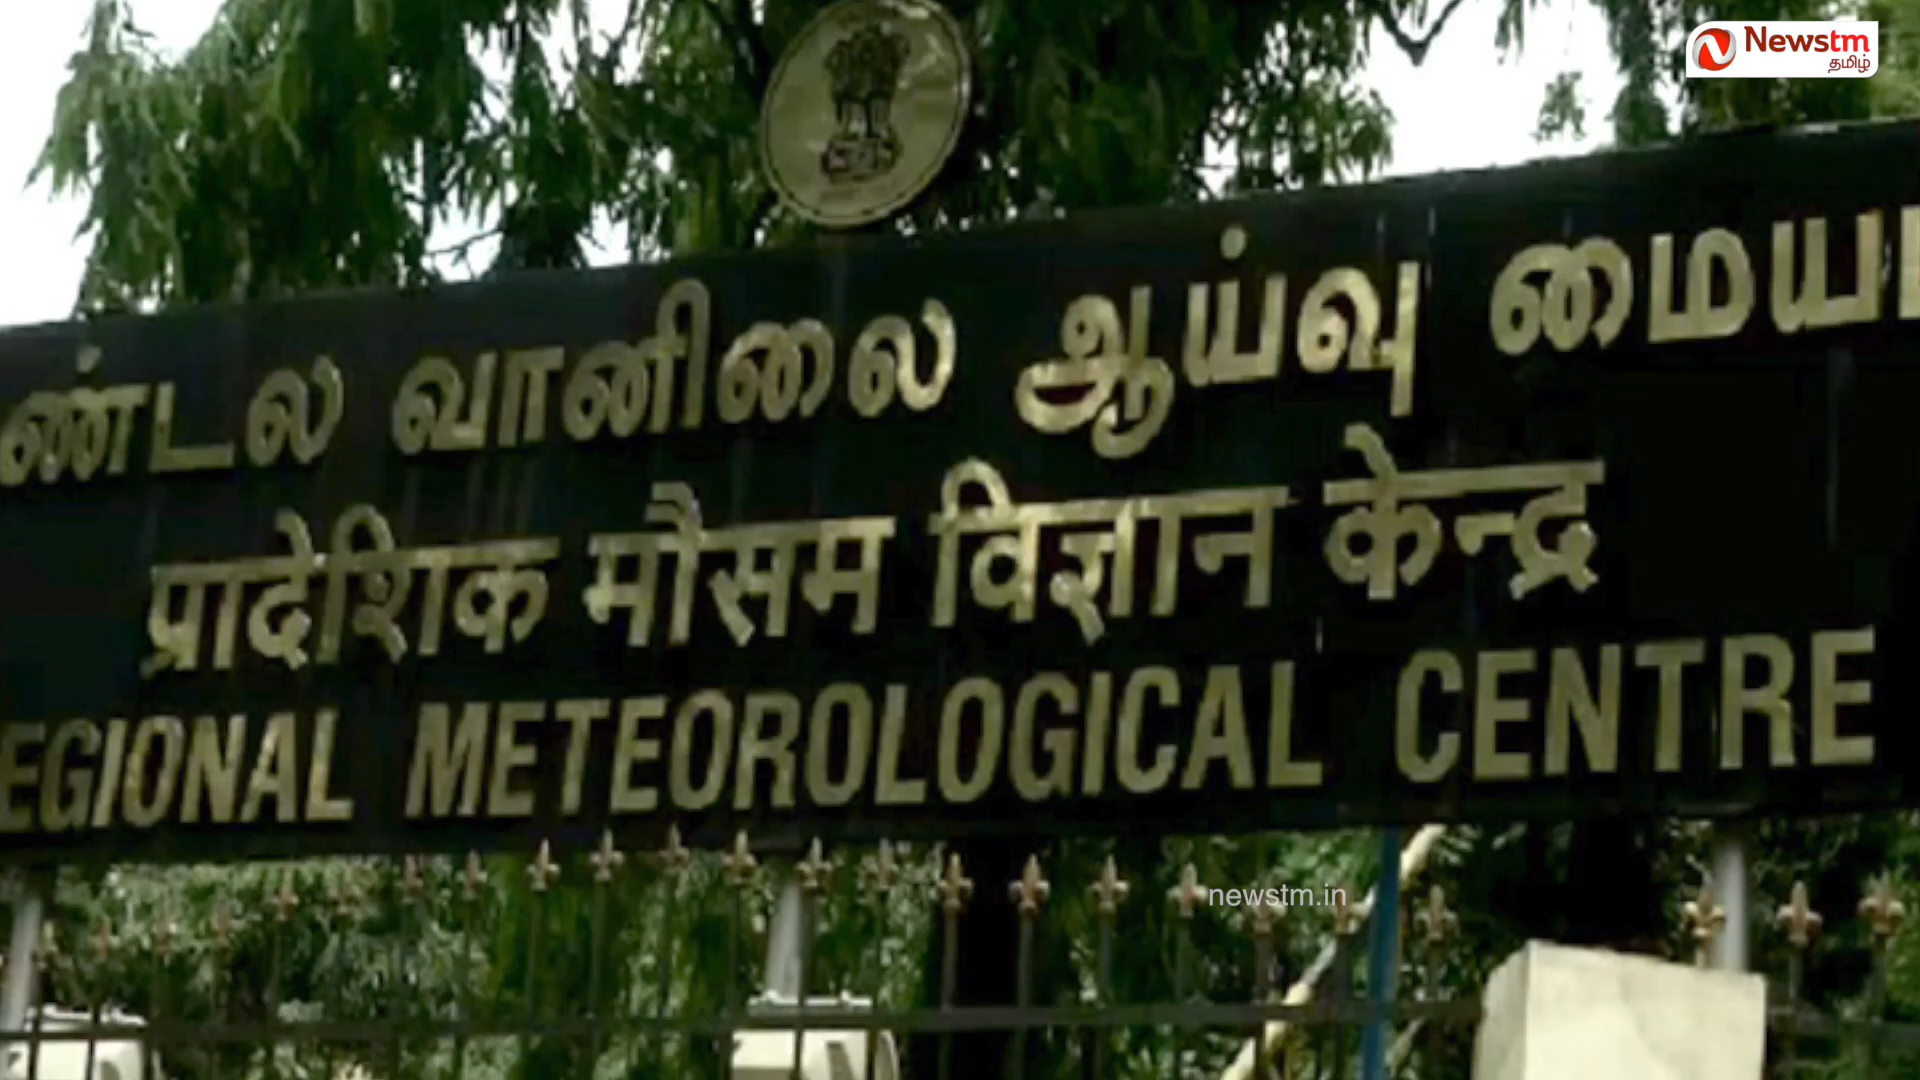 Newstm
தமிழ்
ண்டல வானிலை ஆய்வு மைய
प्रादेशिक मौसम विज्ञान केन्द्र
EGIONAL METEOROLOGICAL CENTRE
newstm.in